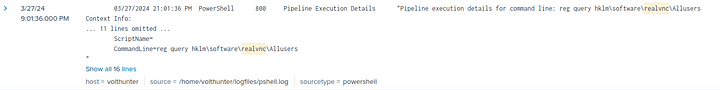 3/27/24 03/27/2024 21:01:36 PM PowerShell 800 Pipeline Execution Details "Pipeline execution details for command line: reg query hklm\software\realvnc\Allusers
9:01:36.000 PM Context Info:
... 11 lines omitted ...
ScriptName=
CommandLine=reg query hklm\software\realvnc\Allusers
"
Show all 16 lines
host = volthunter source = /home/volthunter/logfiles/pshell.log sourcetype = powershell